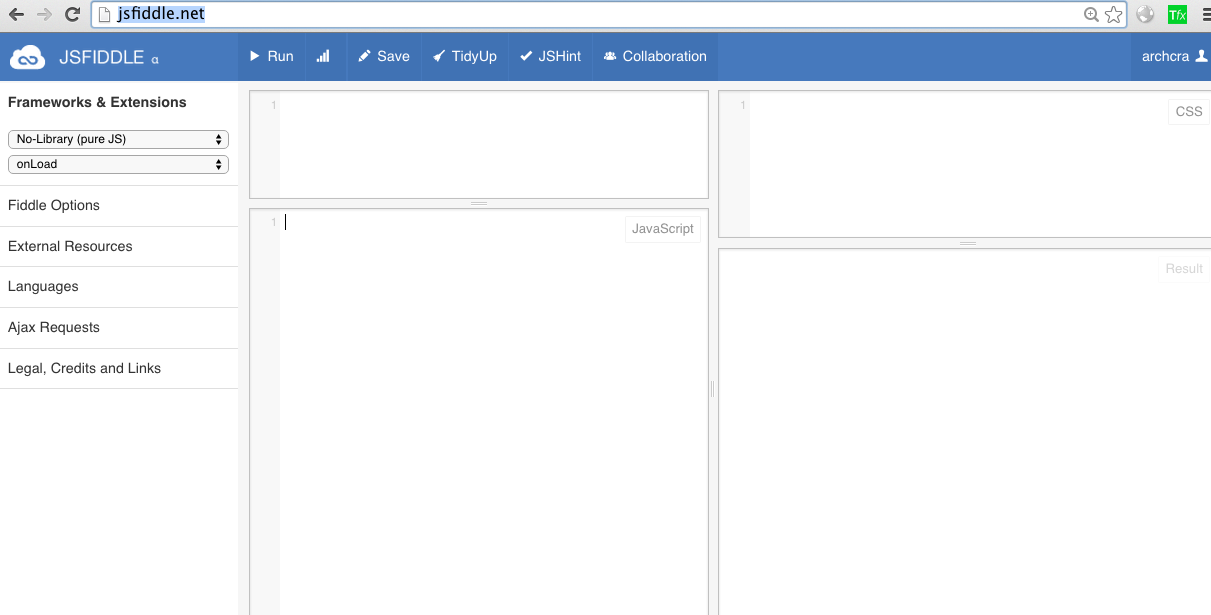 jsfiddle.net
Tfx
JSFIDDLE α
Run
Save
TidyUp
JSHint
Collaboration
archcra
Frameworks & Extensions
No-Library (pure JS)
onLoad
Fiddle Options
External Resources
Languages
Ajax Requests
Legal, Credits and Links
1
1
JavaScript
1
CSS
Result